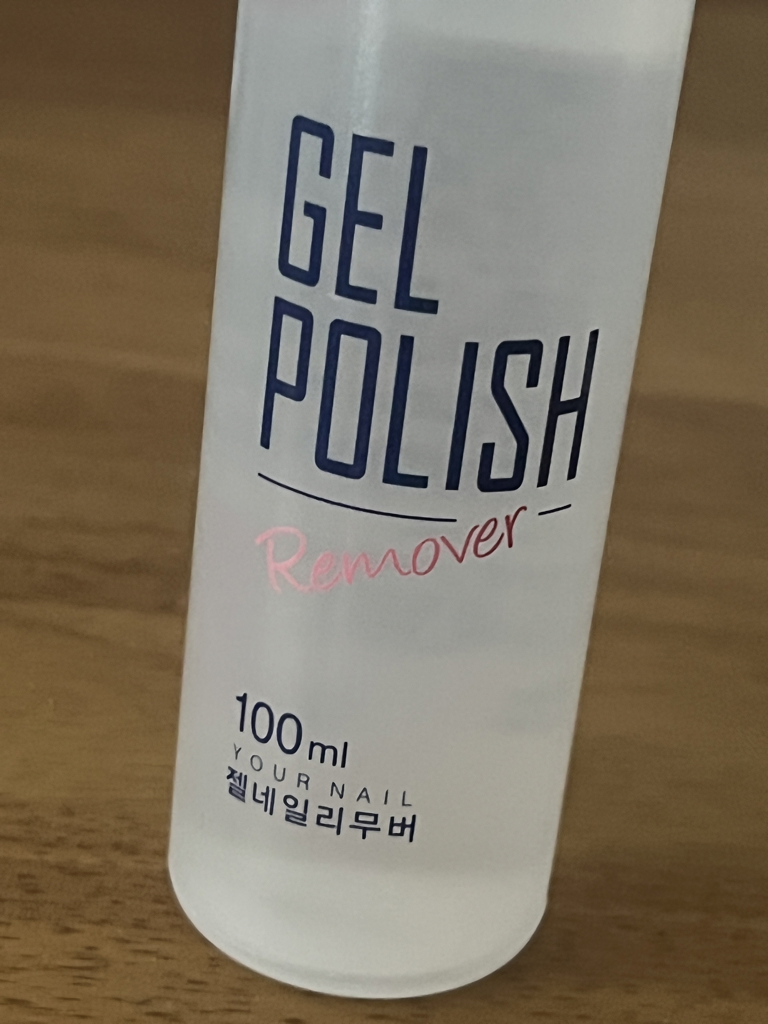 GEL
POLISH
Remover
100ml
YOUR NAIL
젤네일리무버